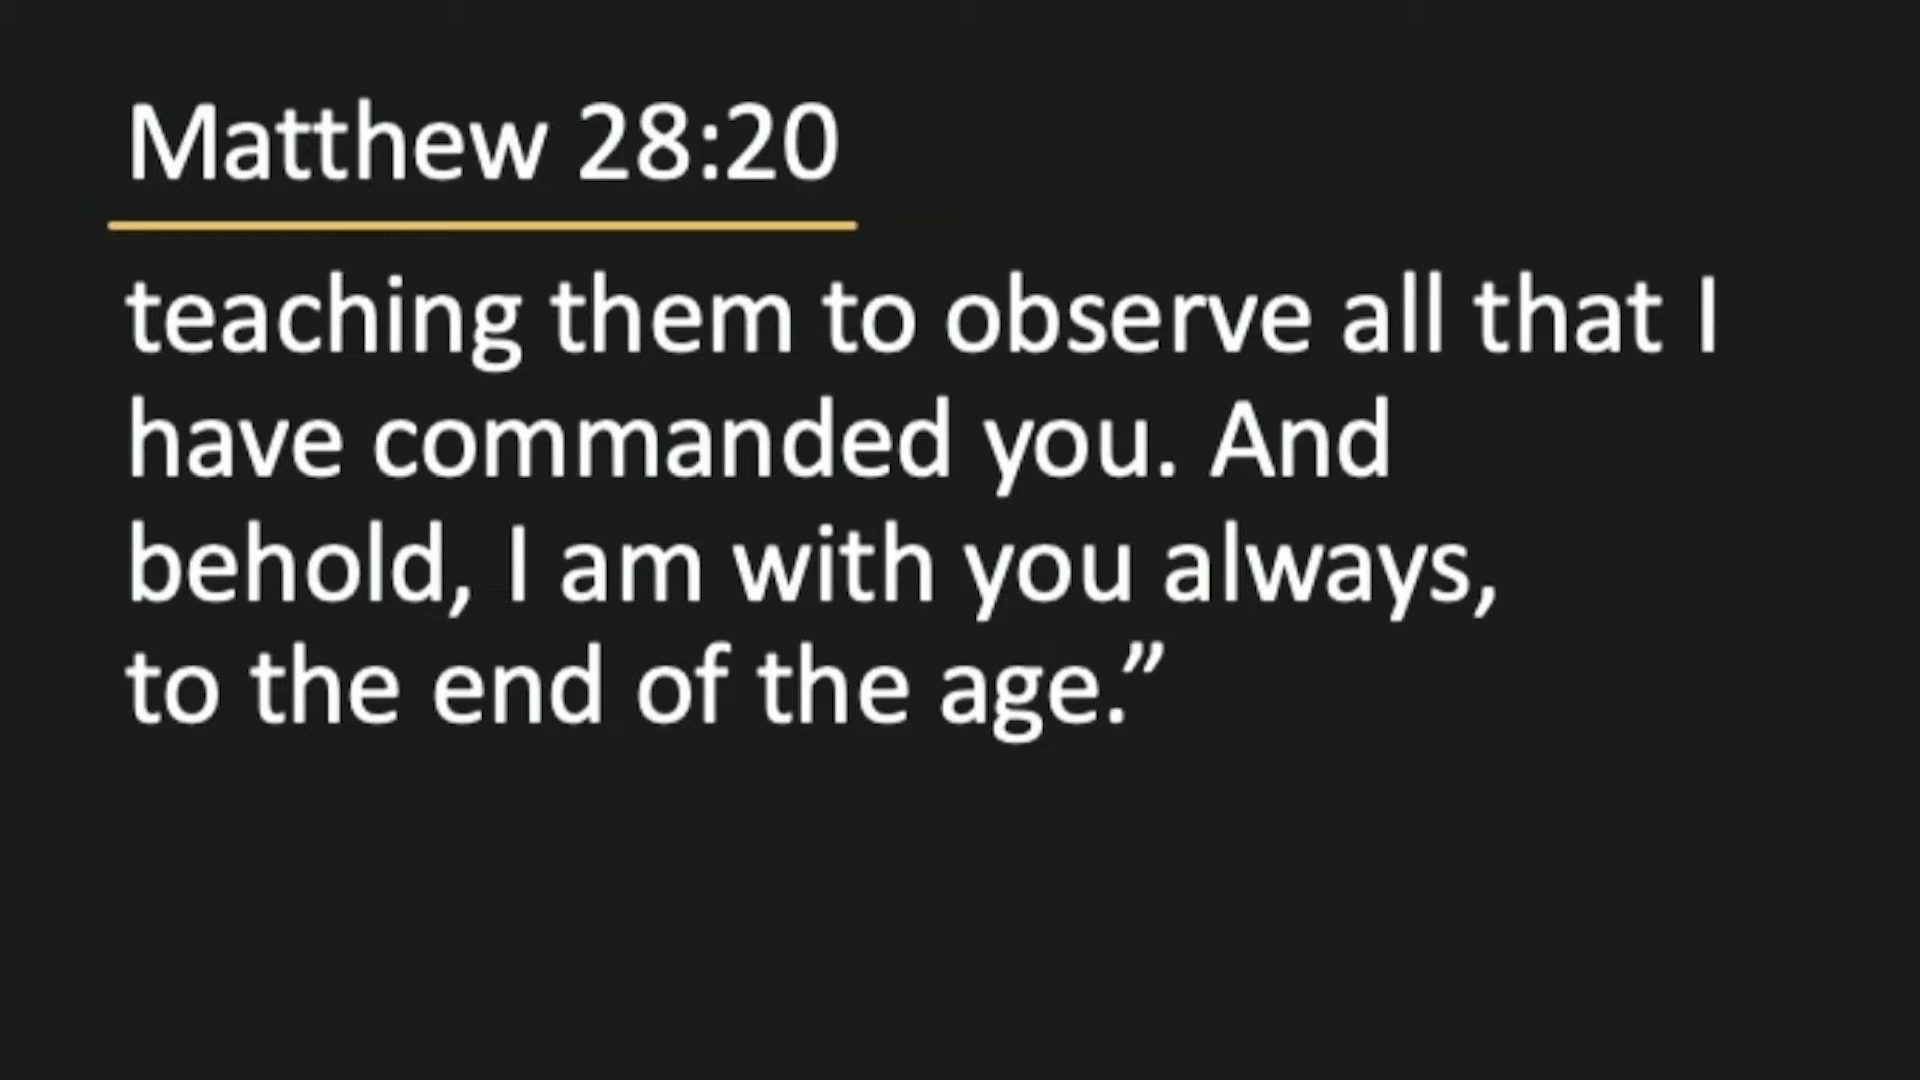 Matthew 28:20
teaching them to observe all that I
have commanded you. And
behold, I am with you always,
to the end of the age.”